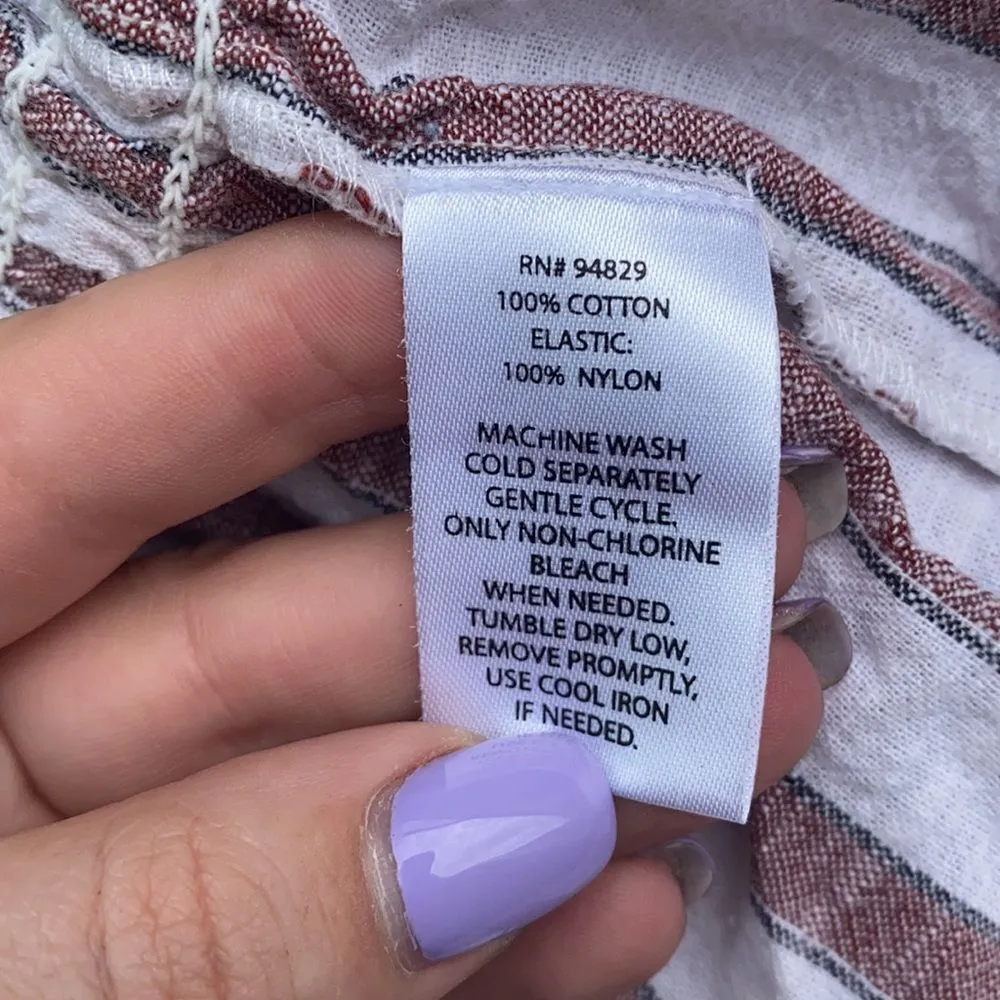 RN# 94829
100% COTTON
ELASTIC:
100% NYLON
MACHINE WASH
COLD SEPARATELY
GENTLE CYCLE.
ONLY NON-CHLORINE
BLEACH
WHEN NEEDED.
TUMBLE DRY LOW,
REMOVE PROMPTLY,
USE COOL IRON
IF NEEDED.